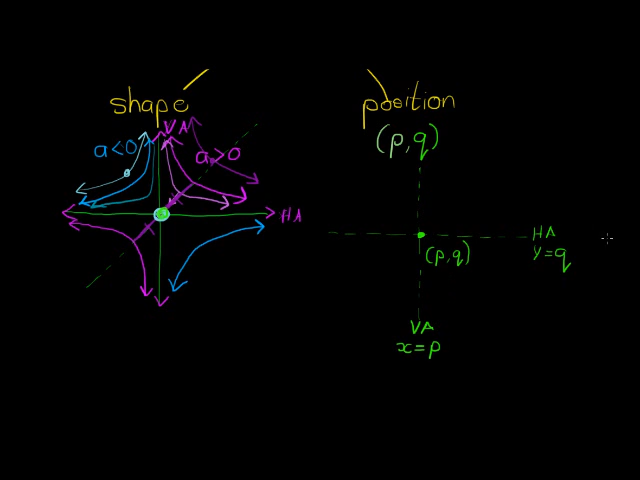 shape
position
VA
a<0
a>0
(p,q)
HA
HA
y=q
(p,q)
VA
x=p